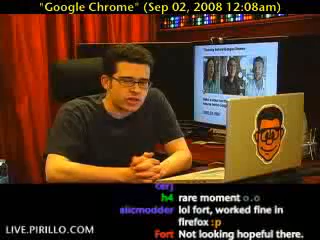 "Google Chrome" (Sep 02, 2008 12:08am)
cerj
h4 rare moment o.o
slicmodder lol fort, worked fine in
firefox :p
Fort Not looking hopeful there.
LIVE.PIRILLO.COM